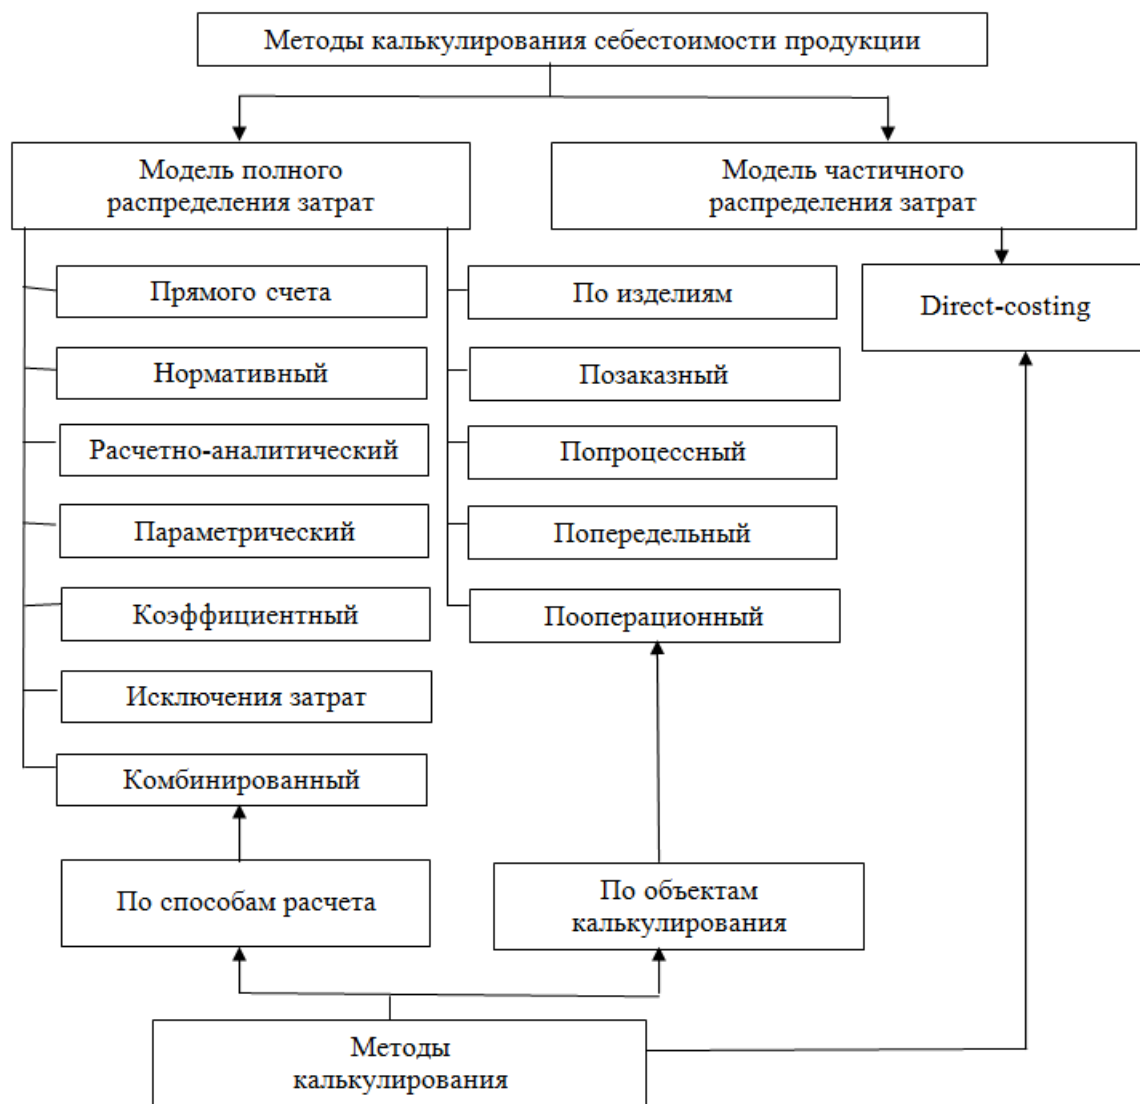 Методы калькулирования себестоимости продукции
Модель полного
распределения затрат
Модель частичного
распределения затрат
Прямого счета
Нормативный
Расчетно-аналитический
Параметрический
Коэффициентный
Исключения затрат
Комбинированный
По изделиям
Позаказный
Попроцессный
Попередельный
Пооперационный
Direct-costing
По способам расчета
По объектам
калькулирования
Методы
калькулирования